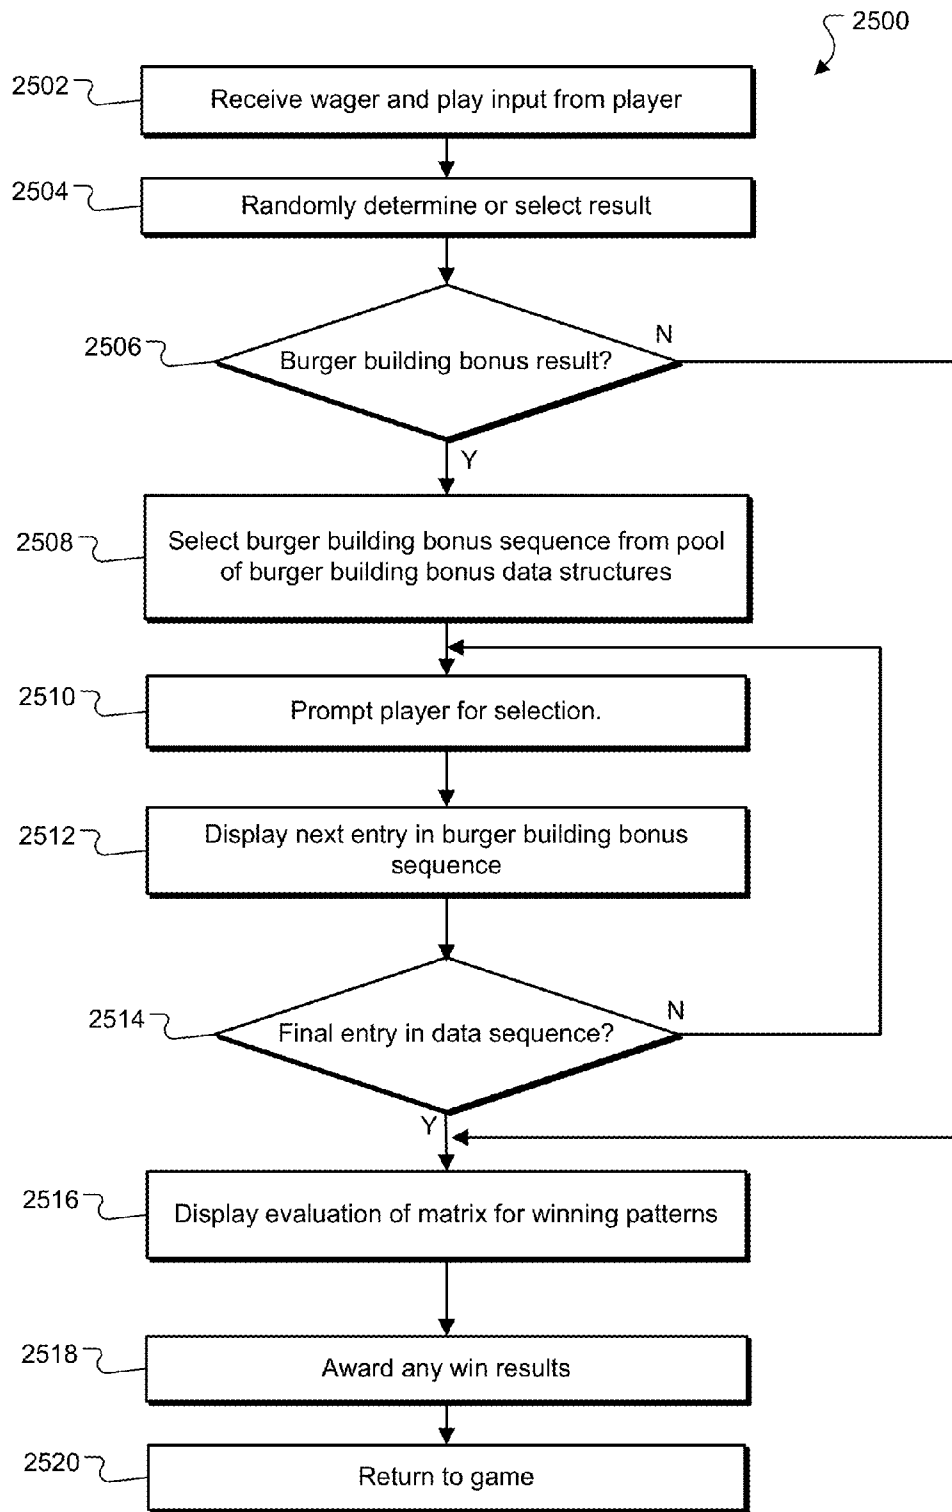 2500
2502
Receive wager and play input from player
2504
Randomly determine or select result
2506
Burger building bonus result?
N
Y
2508
Select burger building bonus sequence from pool
of burger building bonus data structures
2510
Prompt player for selection.
2512
Display next entry in burger building bonus
sequence
2514
Final entry in data sequence?
N
Y
2516
Display evaluation of matrix for winning patterns
2518
Award any win results
2520
Return to game